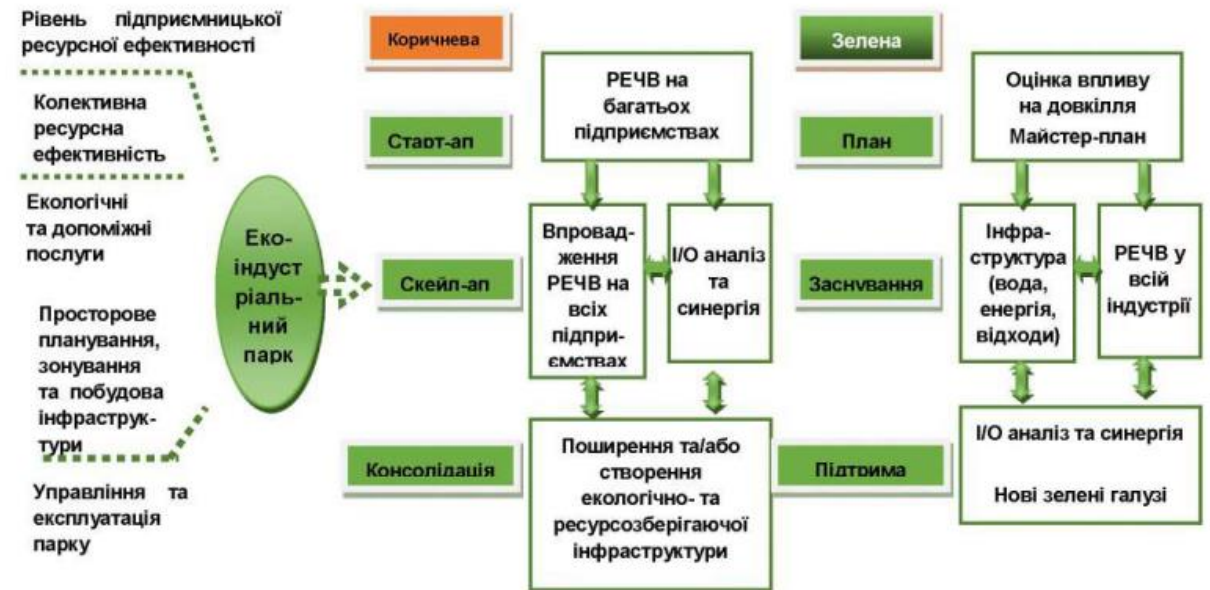 Рівень підприємницької
ресурсної ефективності
Колективна
ресурсна
ефективність
Екологічні
та допоміжні
послуги
Просторове
планування,
зонування
та побудова
інфраструк-
тури
Управління та
експлуатація
парку
Еко-
індуст
ріаль-
ний
парк
Коричнева
Старт-ап
Скейл-ап
Консолідація
РЕЧВ на
багатьох
підприємствах
Впровад-
ження
РЕЧВ на
всіх
підпри-
ємствах
І/О аналіз
та
синергія
Поширення та/або
створення
екологічно- та
ресурсозберігаючої
інфраструктури
Зелена
План
Заснування
Підтрима
Оцінка впливу
на довкілля
Майстер-план
Інфра-
структура
(вода,
енергія,
відходи)
РЕЧВ у
всій
індустрії
І/О аналіз та синергія
Нові зелені галузі